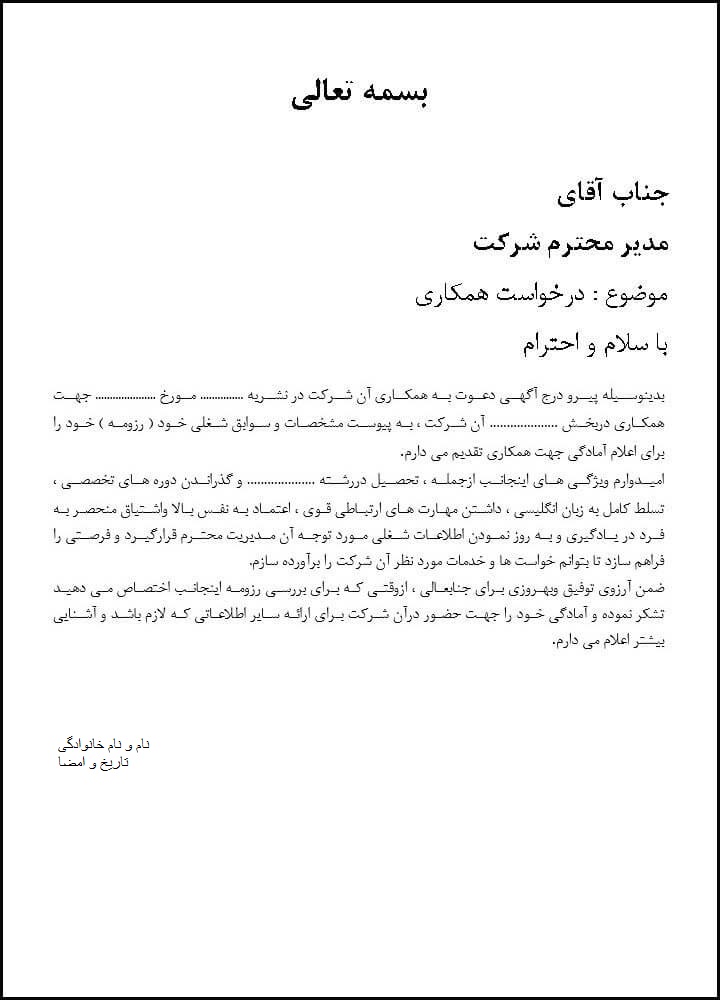 بسمه تعالی
جناب آقای
مدیر محترم شرکت
موضوع : درخواست همکاری
با سلام و احترام
بدینوسیله پیرو درج آگهی دعوت به همکاری آن شرکت در نشریه ............... مورخ ..................... جهت
همکاری دربخش .................... آن شرکت ، به پیوست مشخصات و سوابق شغلی خود ( رزومه ) خود را
برای اعلام آمادگی جهت همکاری تقدیم می دارم.
امیدوارم ویژگی های اینجانب ازجمله ، تحصیل دررشته .................... و گذراندن دوره های تخصصی ،
تسلط کامل به زبان انگلیسی ، داشتن مهارت های ارتباطی قوی ، اعتماد به نفس بالا واشتیاق منحصر به
فرد در یادگیری و به روز نمودن اطلاعات شغلی مورد توجه آن مدیریت محترم قرارگیرد و فرصتی را
فراهم سازد تا بتوانم خواست ها و خدمات مورد نظر آن شرکت را برآورده سازم.
ضمن آرزوی توفیق وبهروزی برای جنابعالی ، ازوقتی که برای بررسی رزومه اینجانب اختصاص می دهید
تشکر نموده و آمادگی خود را جهت حضور درآن شرکت برای ارائه سایر اطلاعاتی که لازم باشد و آشنایی
بیشتر اعلام می دارم.
نام و نام خانوادگی
تاریخ و امضا